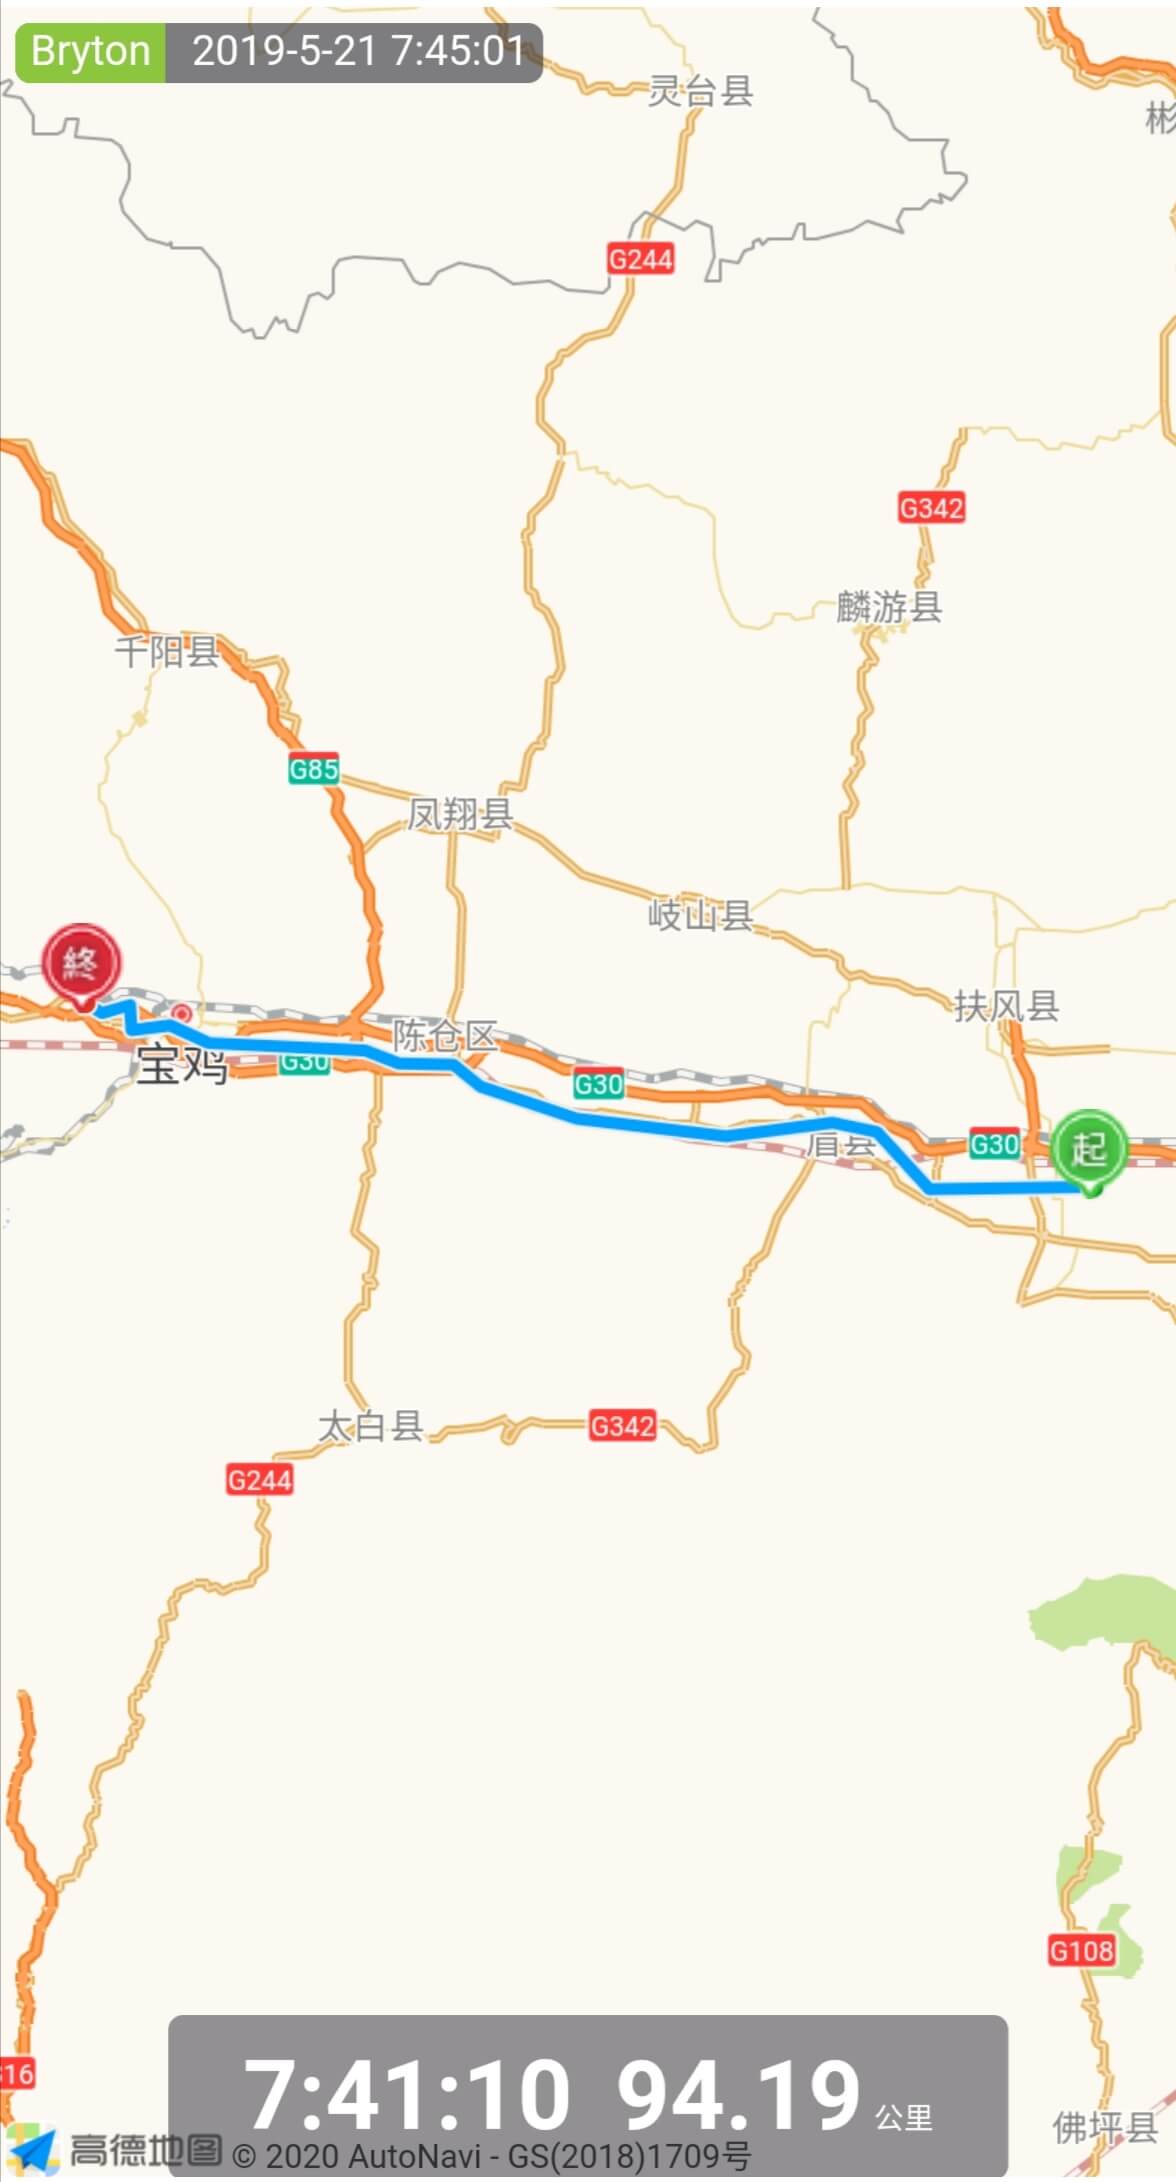 Bryton 2019-5-21 7:45:01
灵台县
彬
G244
G342
麟游县
千阳县
G85
凤翔县
岐山县
終
扶风县
陈仓区
宝鸡
G30
G30
眉县
G30
起
太白县
G342
G244
G108
316
7:41:10 94.19 公里
佛坪县
高德地图 © 2020 AutoNavi - GS(2018)1709号